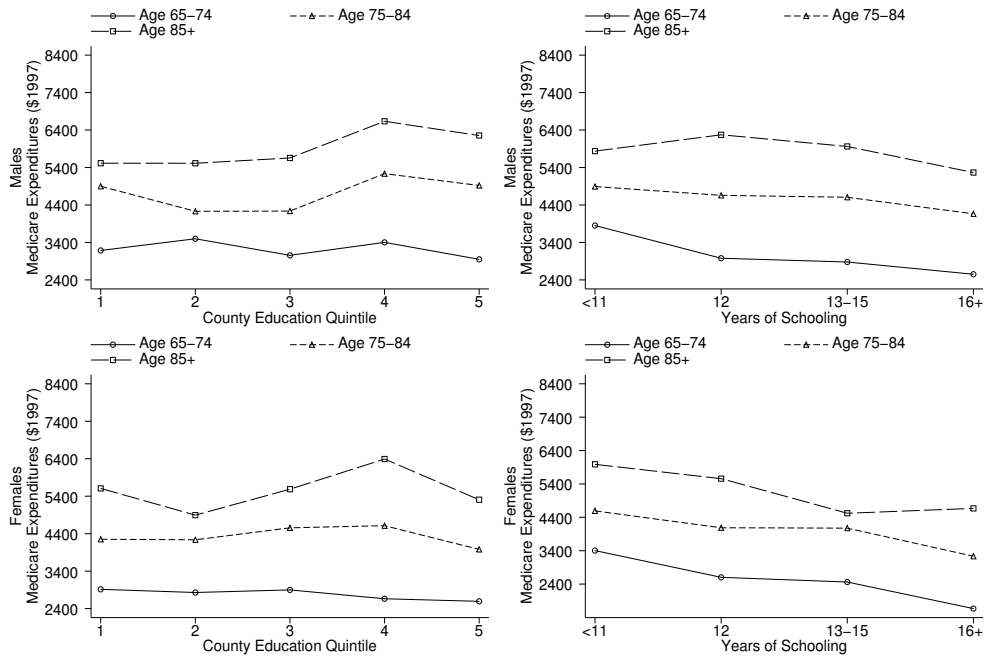 Age 65−74
Age 75−84
Age 85+
Males
Medicare Expenditures ($1997)
8400
7400
6400
5400
4400
3400
2400
1 2 3 4 5
County Education Quintile
Age 65−74
Age 75−84
Age 85+
Males
Medicare Expenditures ($1997)
8400
7400
6400
5400
4400
3400
2400
<11 12 13−15 16+
Years of Schooling
Age 65−74
Age 75−84
Age 85+
Females
Medicare Expenditures ($1997)
8400
7400
6400
5400
4400
3400
2400
1 2 3 4 5
County Education Quintile
Age 65−74
Age 75−84
Age 85+
Females
Medicare Expenditures ($1997)
8400
7400
6400
5400
4400
3400
2400
<11 12 13−15 16+
Years of Schooling